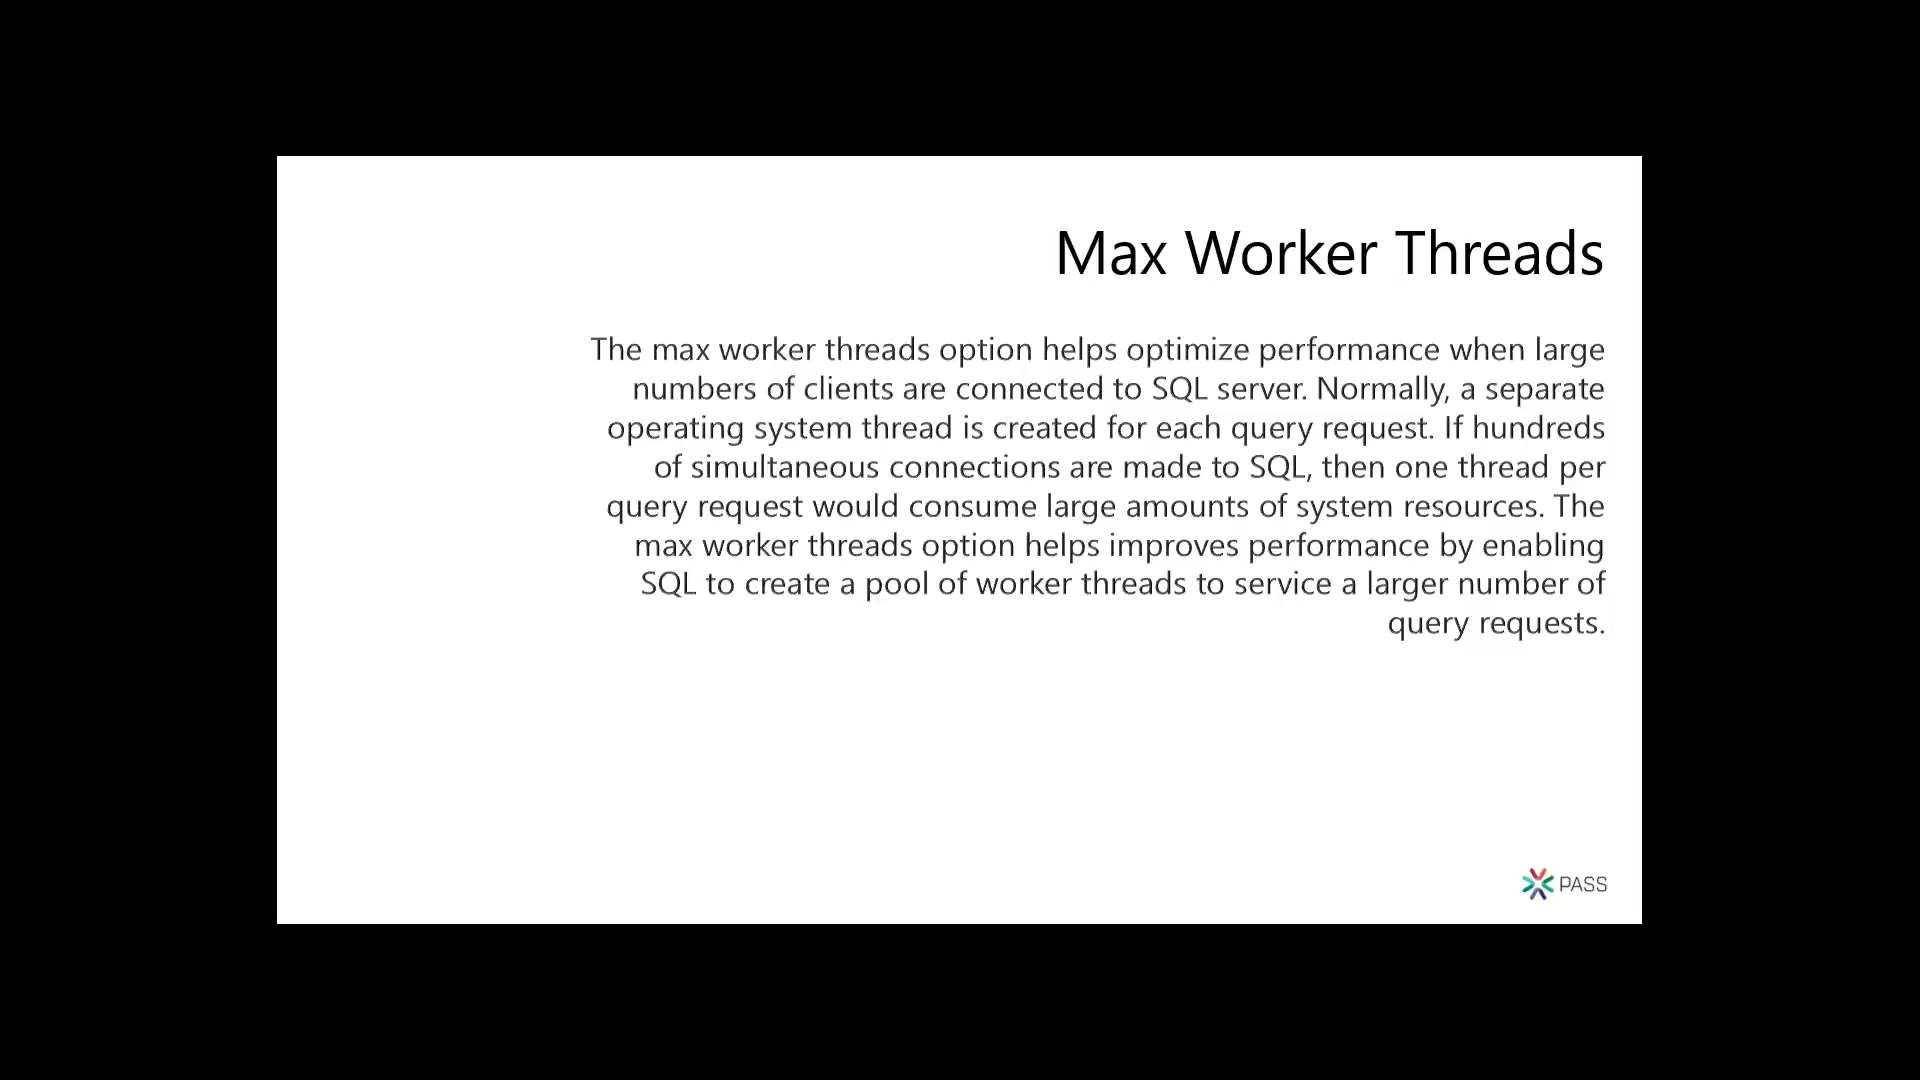 Max Worker Threads
The max worker threads option helps optimize performance when large
numbers of clients are connected to SQL server. Normally, a separate
operating system thread is created for each query request. If hundreds
of simultaneous connections are made to SQL, then one thread per
query request would consume large amounts of system resources. The
max worker threads option helps improves performance by enabling
SQL to create a pool of worker threads to service a larger number of
query requests.
PASS